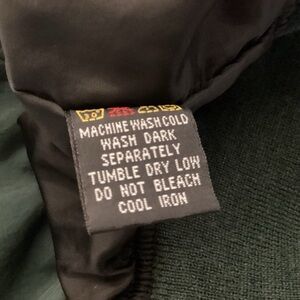 MACHINE WASH COLD
WASH DARK
SEPARATELY
TUMBLE DRY LOW
DO NOT BLEACH
COOL IRON